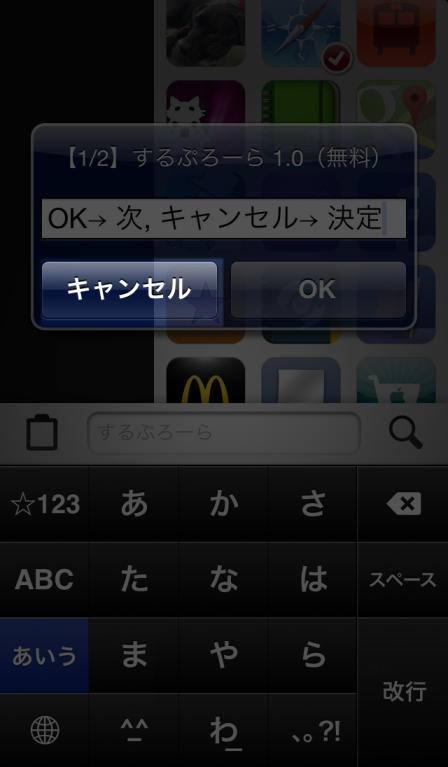 【1/2】するぷろーら 1.0（無料）
OK→ 次, キャンセル→ 決定
キャンセル
OK
するぷろーら
☆123
あ
か
さ
ABC
た
な
は
スペース
あいう
ま
や
ら
改行
^^
わ
､｡?!